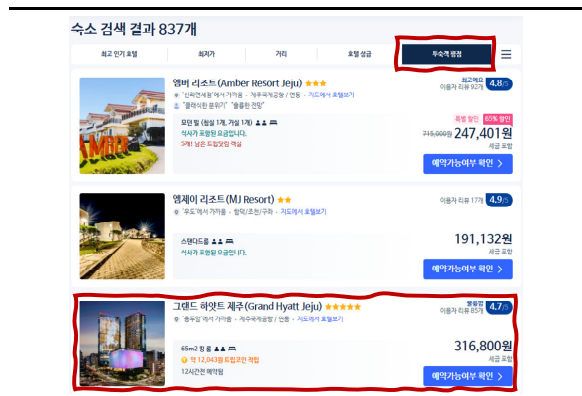 숙소 검색 결과 837개
최고 인기 호텔 최저가 거리 호텔 성급 투숙객 평점
엠버 리조트 (Amber Resort Jeju)
최고예요
이용자 리뷰 92개 4.8/5
'신라면세점'에서 가까움 - 제주국제공항 / 연동 - 지도에서 호텔보기
"클래식한 분위기" "훌륭한 전망"
모던 빌 (침실 1개, 거실 1개)
식사가 포함된 요금입니다.
5개! 남은 트립닷컴 객실
특별 할인 65% 할인
715,000원 247,401원
세금 포함
예약가능여부 확인 >
AMBER
엠제이 리조트 (MJ Resort)
이용자 리뷰 17개 4.9/5
'우도'에서 가까움 - 함덕/조천/구좌 - 지도에서 호텔보기
스탠다드룸
식사가 포함된 요금입니다.
191,132원
세금 포함
예약가능여부 확인 >
그랜드 하얏트 제주 (Grand Hyatt Jeju)
훌륭함
이용자 리뷰 85개 4.7/5
'용두암'에서 가까움 - 제주국제공항 / 연동 - 지도에서 호텔보기
65m2 킹 룸
약 12,043원 트립코인 적립
12시간전 예약됨
316,800원
세금 포함
예약가능여부 확인 >